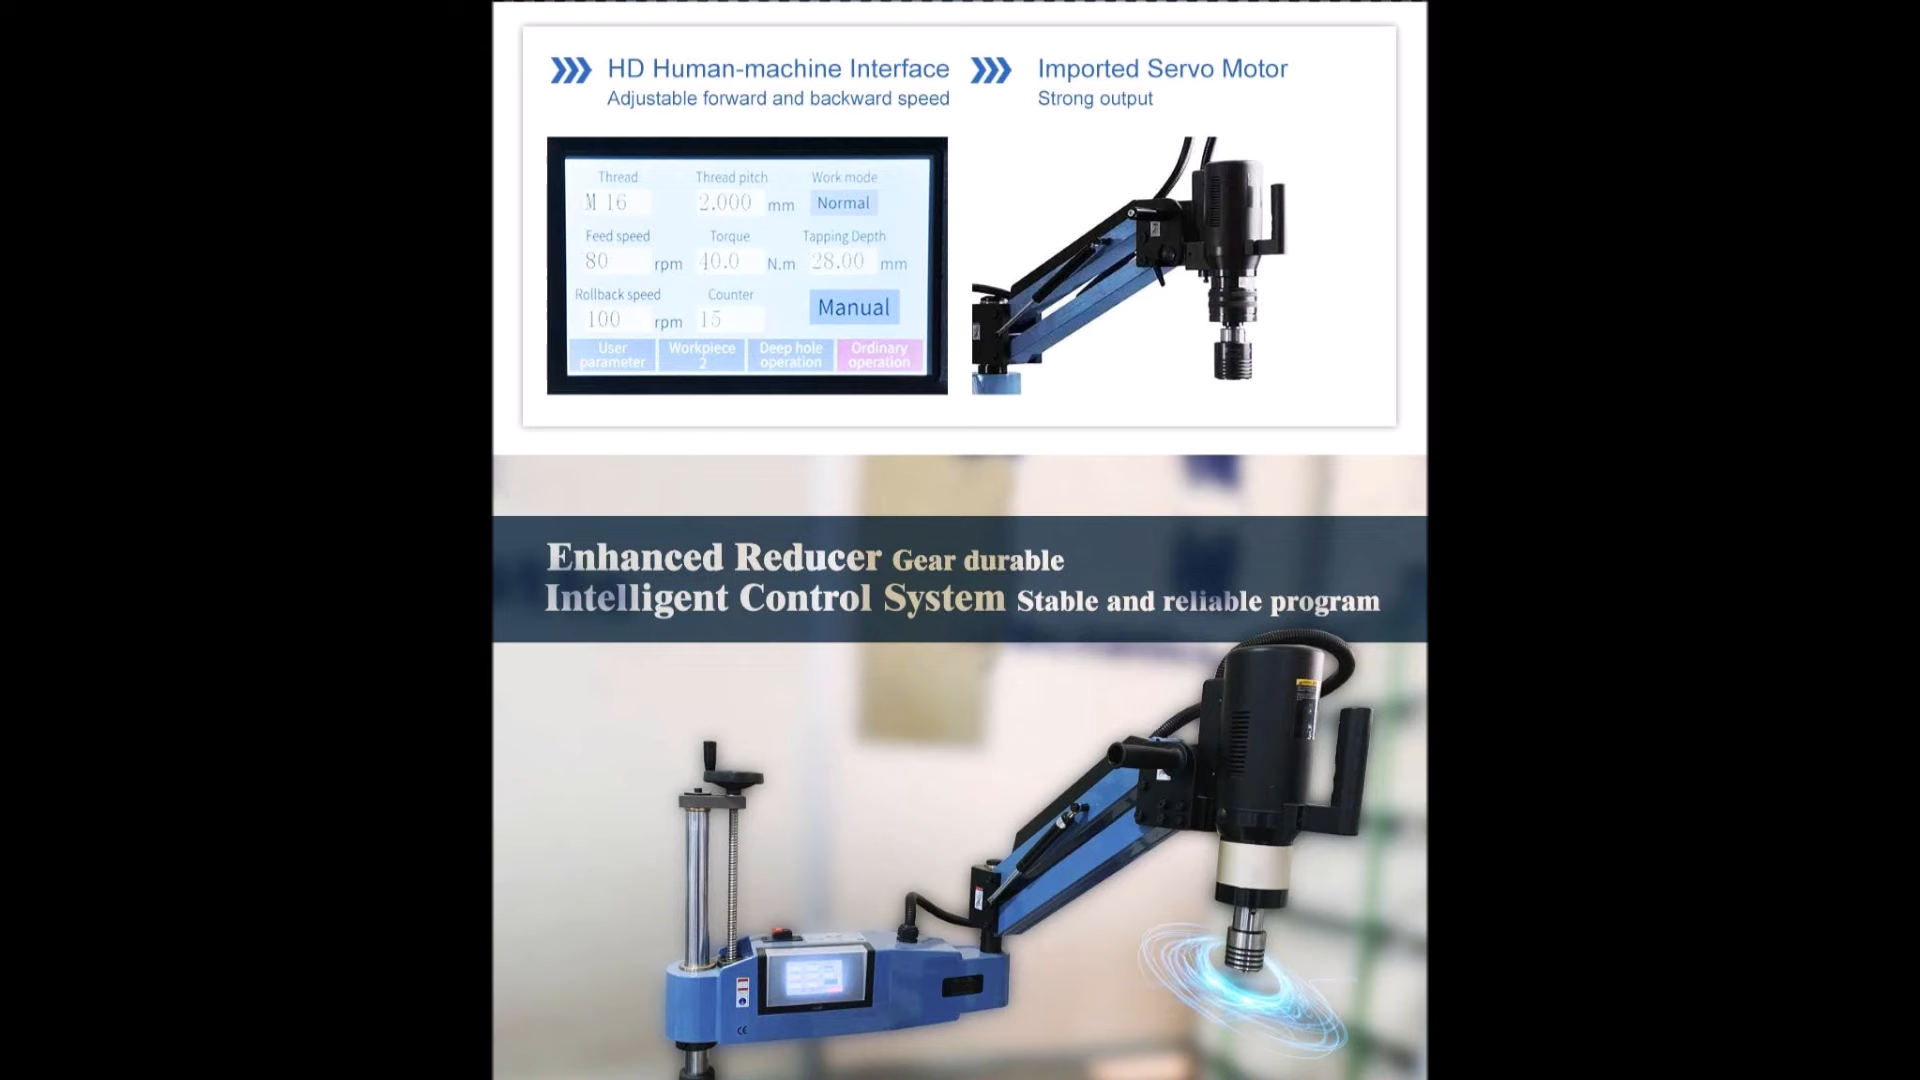 HD Human-machine Interface
Adjustable forward and backward speed
Imported Servo Motor
Strong output
Thread Thread pitch Work mode
M 16 2.000 mm Normal
Feed speed Torque Tapping Depth
80 rpm 40.0 N.m 28.00 mm
Rollback speed Counter
100 rpm 15 Manual
User parameter
Workpiece 2
Deep hole operation
Ordinary operation
Enhanced Reducer Gear durable
Intelligent Control System Stable and reliable program
CE